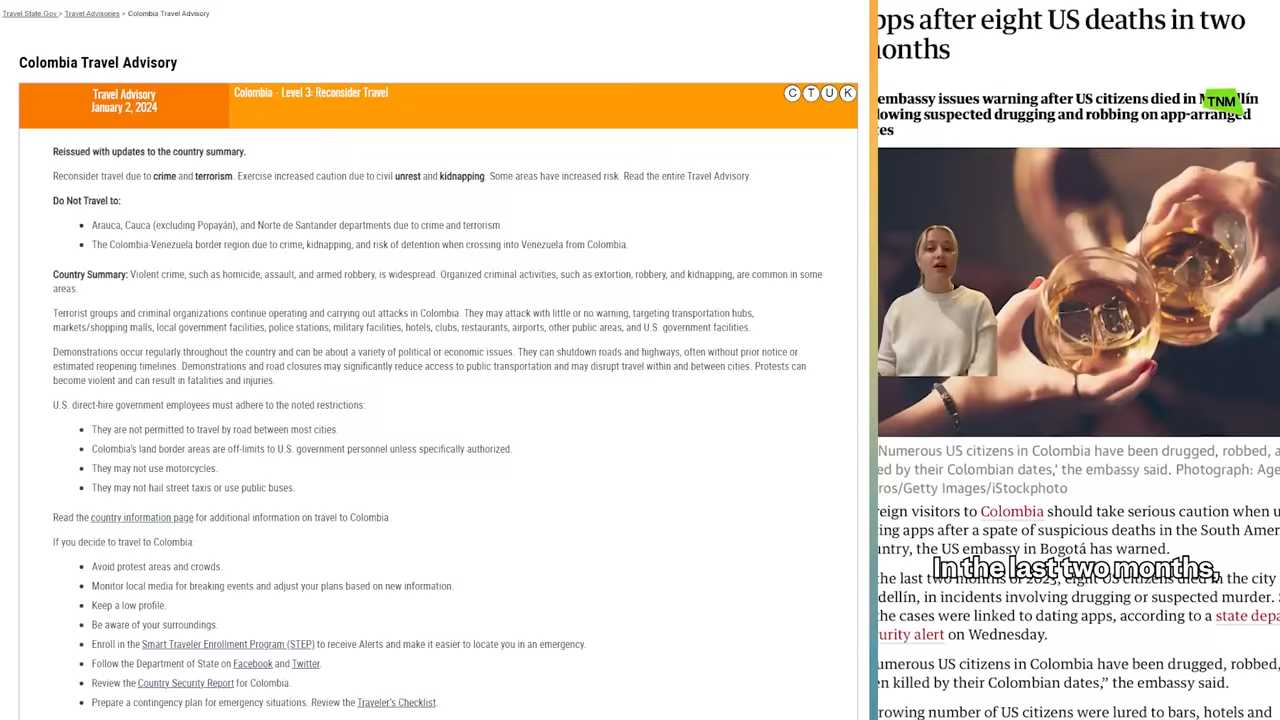 Travel.State.Gov > Travel Advisories > Colombia Travel Advisory
Colombia Travel Advisory
Travel Advisory
January 2, 2024
Colombia - Level 3: Reconsider Travel
C T U K
Reissued with updates to the country summary.
Reconsider travel due to crime and terrorism. Exercise increased caution due to civil unrest and kidnapping. Some areas have increased risk. Read the entire Travel Advisory.
Do Not Travel to:
Arauca, Cauca (excluding Popayán), and Norte de Santander departments due to crime and terrorism.
The Colombia-Venezuela border region due to crime, kidnapping, and risk of detention when crossing into Venezuela from Colombia.
Country Summary: Violent crime, such as homicide, assault, and armed robbery, is widespread. Organized criminal activities, such as extortion, robbery, and kidnapping, are common in some
areas.
Terrorist groups and criminal organizations continue operating and carrying out attacks in Colombia. They may attack with little or no warning, targeting transportation hubs,
markets/shopping malls, local government facilities, police stations, military facilities, hotels, clubs, restaurants, airports, other public areas, and U.S. government facilities.
Demonstrations occur regularly throughout the country and can be about a variety of political or economic issues. They can shutdown roads and highways, often without prior notice or
estimated reopening timelines. Demonstrations and road closures may significantly reduce access to public transportation and may disrupt travel within and between cities. Protests can
become violent and can result in fatalities and injuries.
U.S. direct-hire government employees must adhere to the noted restrictions:
They are not permitted to travel by road between most cities.
Colombia's land border areas are off-limits to U.S. government personnel unless specifically authorized.
They may not use motorcycles.
They may not hail street taxis or use public buses.
Read the country information page for additional information on travel to Colombia.
If you decide to travel to Colombia:
Avoid protest areas and crowds.
Monitor local media for breaking events and adjust your plans based on new information.
Keep a low profile.
Be aware of your surroundings.
Enroll in the Smart Traveler Enrollment Program (STEP) to receive Alerts and make it easier to locate you in an emergency.
Follow the Department of State on Facebook and Twitter.
Review the Country Security Report for Colombia.
Prepare a contingency plan for emergency situations. Review the Traveler's Checklist.
pps after eight US deaths in two
onths
embassy issues warning after US citizens died in M lín
lowing suspected drugging and robbing on app-arranged
tes
TNM
Numerous US citizens in Colombia have been drugged, robbed, a
ed by their Colombian dates,' the embassy said. Photograph: Age
ros/Getty Images/iStockphoto
reign visitors to Colombia should take serious caution when u
ing apps after a spate of suspicious deaths in the South Amer
untry, the US embassy in Bogotá has warned.
In the last two months,
he last two months of 2023, eight US citizens died in the city
dellín, in incidents involving drugging or suspected murder.
the cases were linked to dating apps, according to a state depa
urity alert on Wednesday.
umerous US citizens in Colombia have been drugged, robbed,
en killed by their Colombian dates," the embassy said.
rowing number of US citizens were lured to bars, hotels and